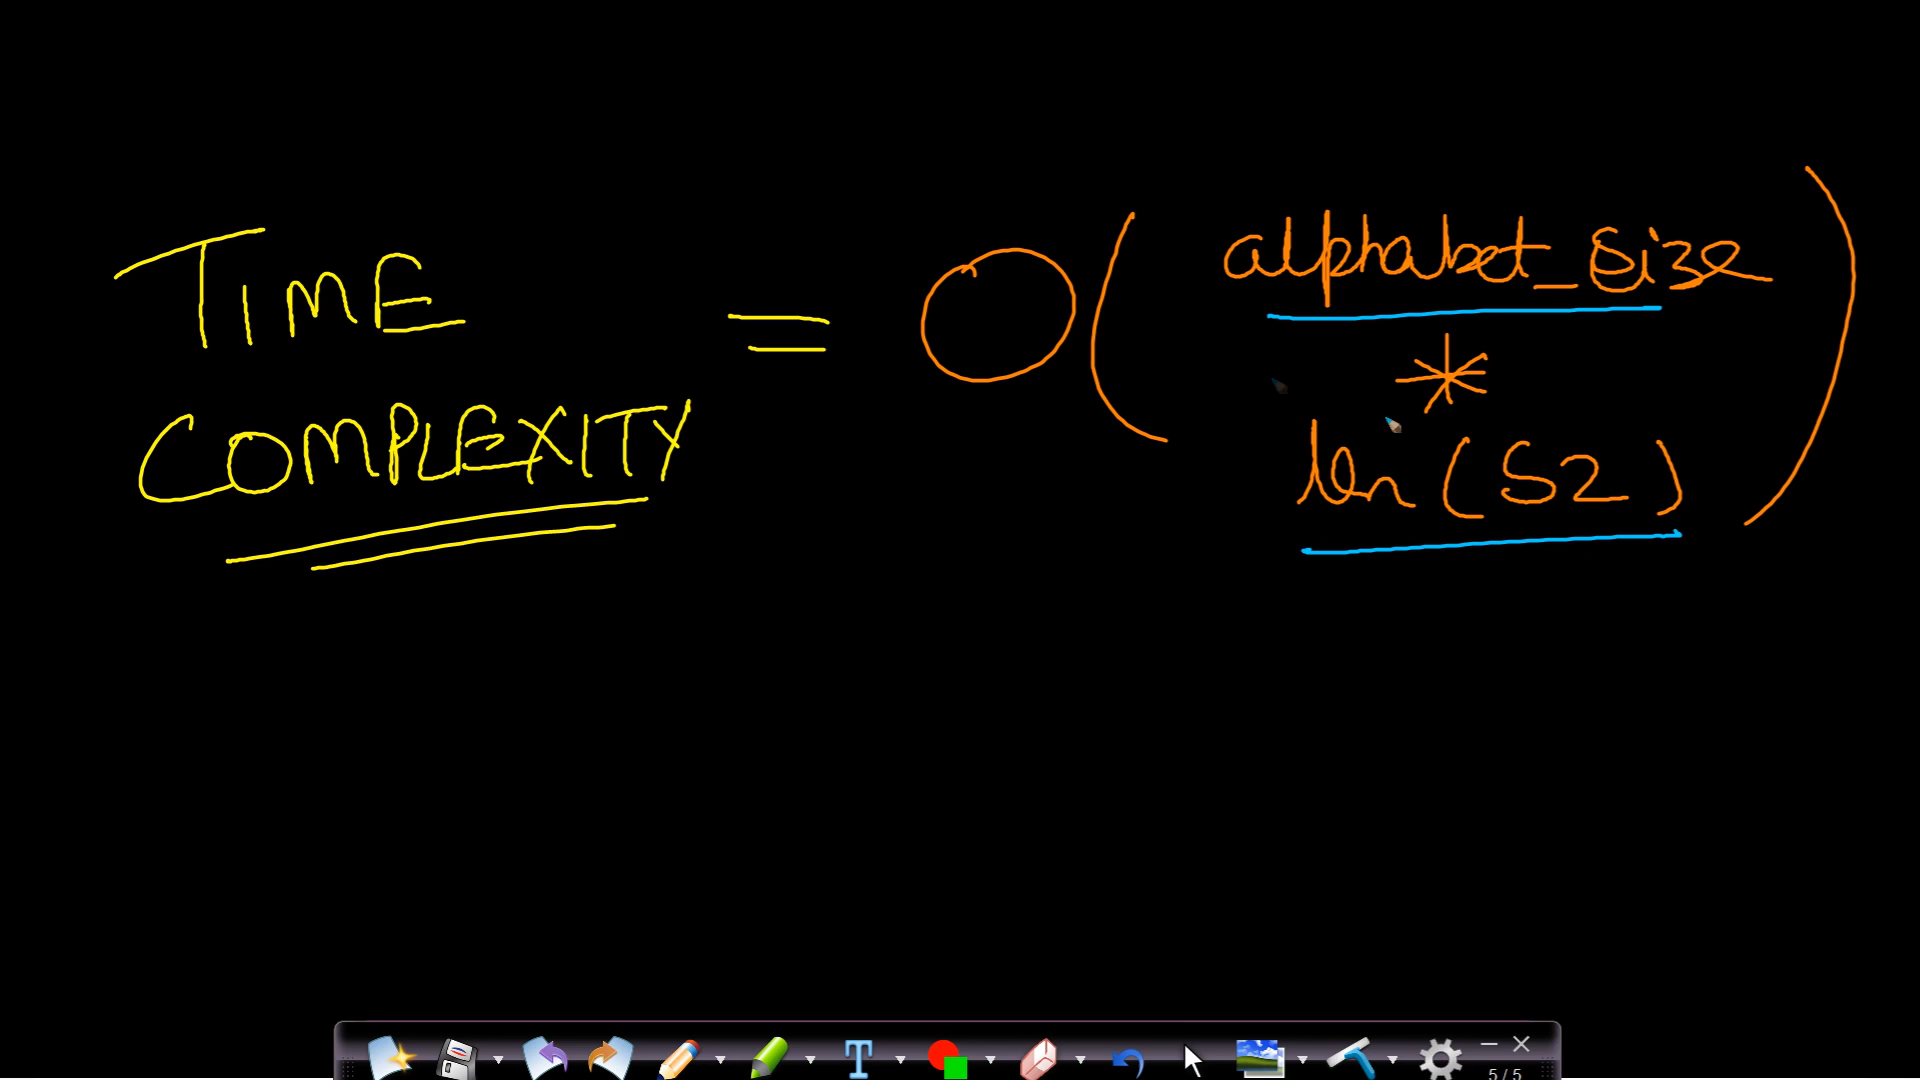 TIME
COMPLEXITY
= O( alphabet_size
*
len(S2) )
T
5/5